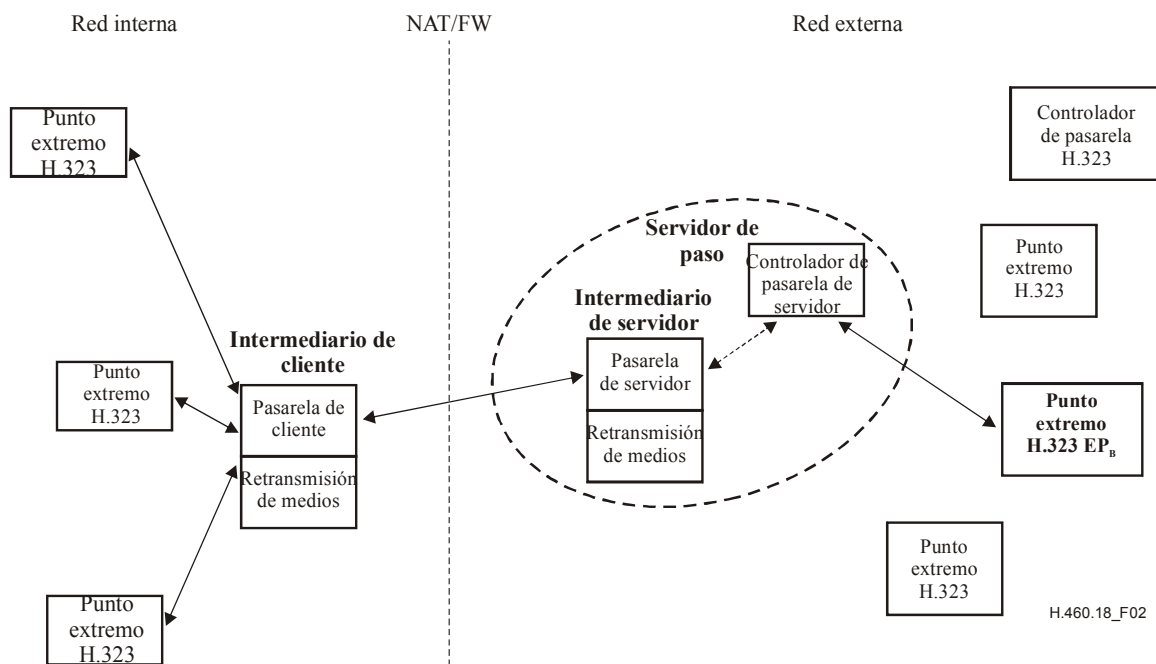 Red interna
NAT/FW
Red externa
Punto
extremo
H.323
Controlador
de pasarela
H.323
Servidor de
paso
Controlador de
pasarela de
servidor
Punto
extremo
H.323
Intermediario
de servidor
Intermediario de
cliente
Pasarela
de servidor
Retransmisión
de medios
Punto
extremo
H.323
Pasarela de
cliente
Retransmisión
de medios
Punto
extremo
H.323 EP_B
Punto
extremo
H.323
Punto
extremo
H.323
H.460.18_F02